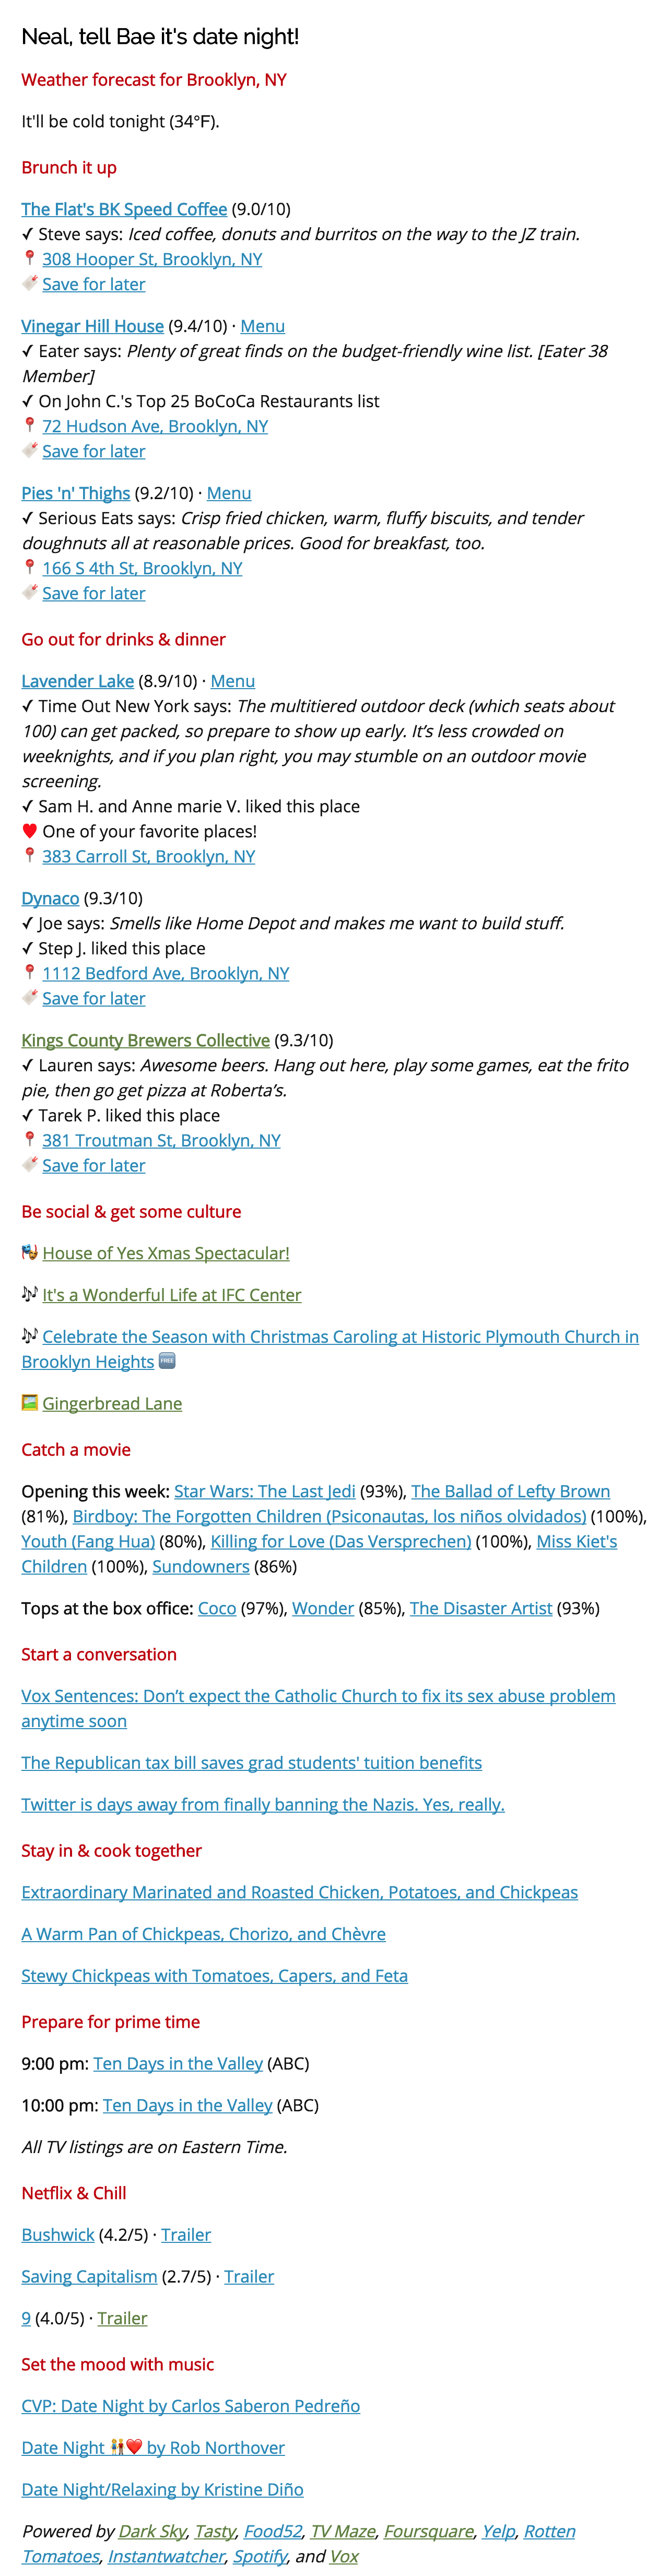 Neal, tell Bae it's date night!
Weather forecast for Brooklyn, NY
It'll be cold tonight (34°F).
Brunch it up
The Flat's BK Speed Coffee (9.0/10)
✓ Steve says: Iced coffee, donuts and burritos on the way to the JZ train.
📍 308 Hooper St, Brooklyn, NY
Save for later
Vinegar Hill House (9.4/10) · Menu
✓ Eater says: Plenty of great finds on the budget-friendly wine list. [Eater 38
Member]
✓ On John C.'s Top 25 BoCoCa Restaurants list
📍 72 Hudson Ave, Brooklyn, NY
Save for later
Pies 'n' Thighs (9.2/10) · Menu
✓ Serious Eats says: Crisp fried chicken, warm, fluffy biscuits, and tender
doughnuts all at reasonable prices. Good for breakfast, too.
📍 166 S 4th St, Brooklyn, NY
Save for later
Go out for drinks & dinner
Lavender Lake (8.9/10) · Menu
✓ Time Out New York says: The multitiered outdoor deck (which seats about
100) can get packed, so prepare to show up early. It’s less crowded on
weeknights, and if you plan right, you may stumble on an outdoor movie
screening.
✓ Sam H. and Anne marie V. liked this place
♥ One of your favorite places!
📍 383 Carroll St, Brooklyn, NY
Dynaco (9.3/10)
✓ Joe says: Smells like Home Depot and makes me want to build stuff.
✓ Step J. liked this place
📍 1112 Bedford Ave, Brooklyn, NY
Save for later
Kings County Brewers Collective (9.3/10)
✓ Lauren says: Awesome beers. Hang out here, play some games, eat the frito
pie, then go get pizza at Roberta’s.
✓ Tarek P. liked this place
📍 381 Troutman St, Brooklyn, NY
Save for later
Be social & get some culture
🎭 House of Yes Xmas Spectacular!
🎶 It's a Wonderful Life at IFC Center
🎶 Celebrate the Season with Christmas Caroling at Historic Plymouth Church in
Brooklyn Heights 🆓
🖼 Gingerbread Lane
Catch a movie
Opening this week: Star Wars: The Last Jedi (93%), The Ballad of Lefty Brown
(81%), Birdboy: The Forgotten Children (Psiconautas, los niños olvidados) (100%),
Youth (Fang Hua) (80%), Killing for Love (Das Versprechen) (100%), Miss Kiet's
Children (100%), Sundowners (86%)
Tops at the box office: Coco (97%), Wonder (85%), The Disaster Artist (93%)
Start a conversation
Vox Sentences: Don’t expect the Catholic Church to fix its sex abuse problem
anytime soon
The Republican tax bill saves grad students' tuition benefits
Twitter is days away from finally banning the Nazis. Yes, really.
Stay in & cook together
Extraordinary Marinated and Roasted Chicken, Potatoes, and Chickpeas
A Warm Pan of Chickpeas, Chorizo, and Chèvre
Stewy Chickpeas with Tomatoes, Capers, and Feta
Prepare for prime time
9:00 pm: Ten Days in the Valley (ABC)
10:00 pm: Ten Days in the Valley (ABC)
All TV listings are on Eastern Time.
Netflix & Chill
Bushwick (4.2/5) · Trailer
Saving Capitalism (2.7/5) · Trailer
9 (4.0/5) · Trailer
Set the mood with music
CVP: Date Night by Carlos Saberon Pedreño
Date Night 👫❤️ by Rob Northover
Date Night/Relaxing by Kristine Diño
Powered by Dark Sky, Tasty, Food52, TV Maze, Foursquare, Yelp, Rotten
Tomatoes, Instantwatcher, Spotify, and Vox